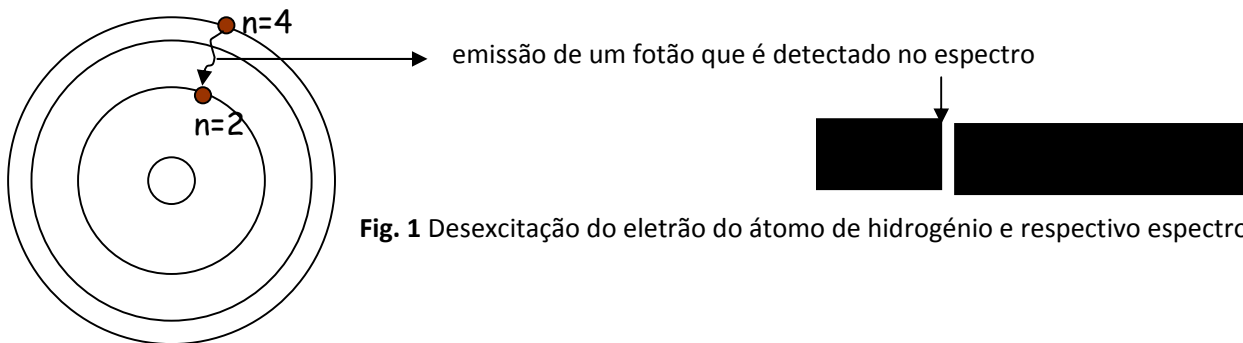 n=4
emissão de um fotão que é detectado no espectro
n=2
Fig. 1 Desexcitação do eletrão do átomo de hidrogénio e respectivo espectro